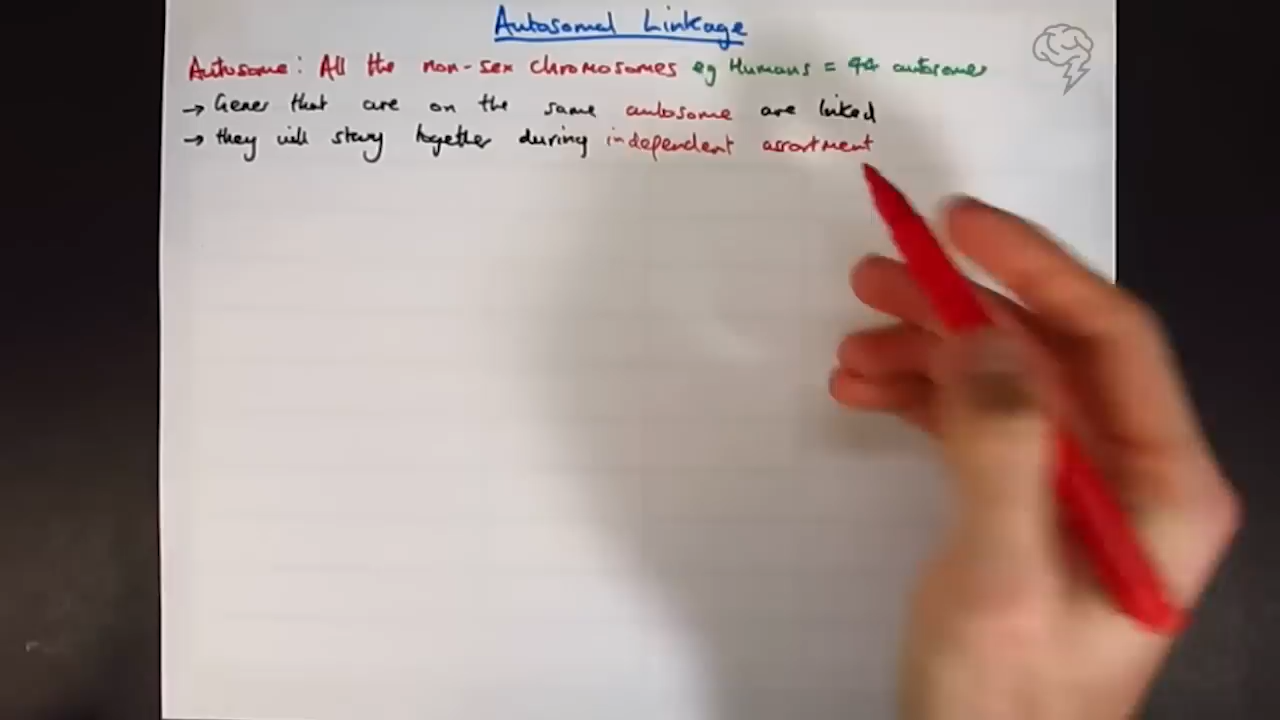 Autosomal Linkage
Autosome: All the non-sex chromosomes eg Humans = 44 autosomes
→ Genes that are on the same autosome are linked
→ they will stay together during independent assortment